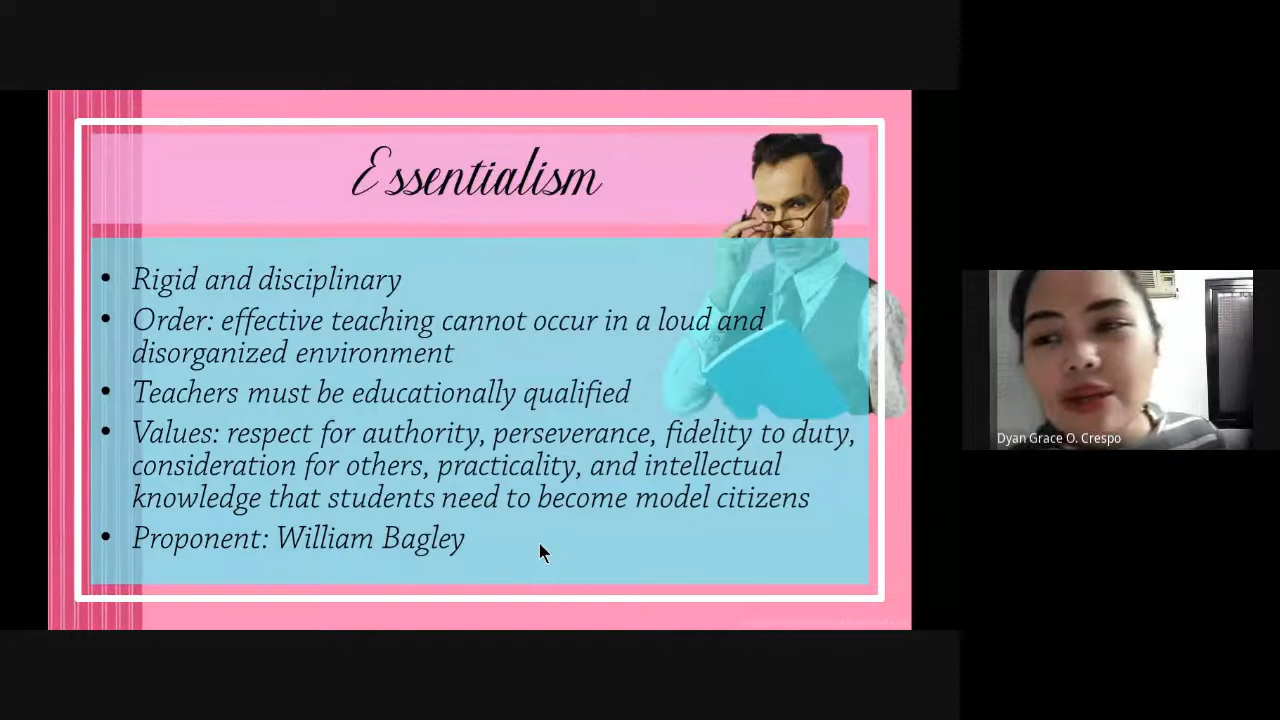 Essentialism
• Rigid and disciplinary
• Order: effective teaching cannot occur in a loud and
disorganized environment
• Teachers must be educationally qualified
• Values: respect for authority, perseverance, fidelity to duty,
consideration for others, practicality, and intellectual
knowledge that students need to become model citizens
• Proponent: William Bagley
Dyan Grace O. Crespo